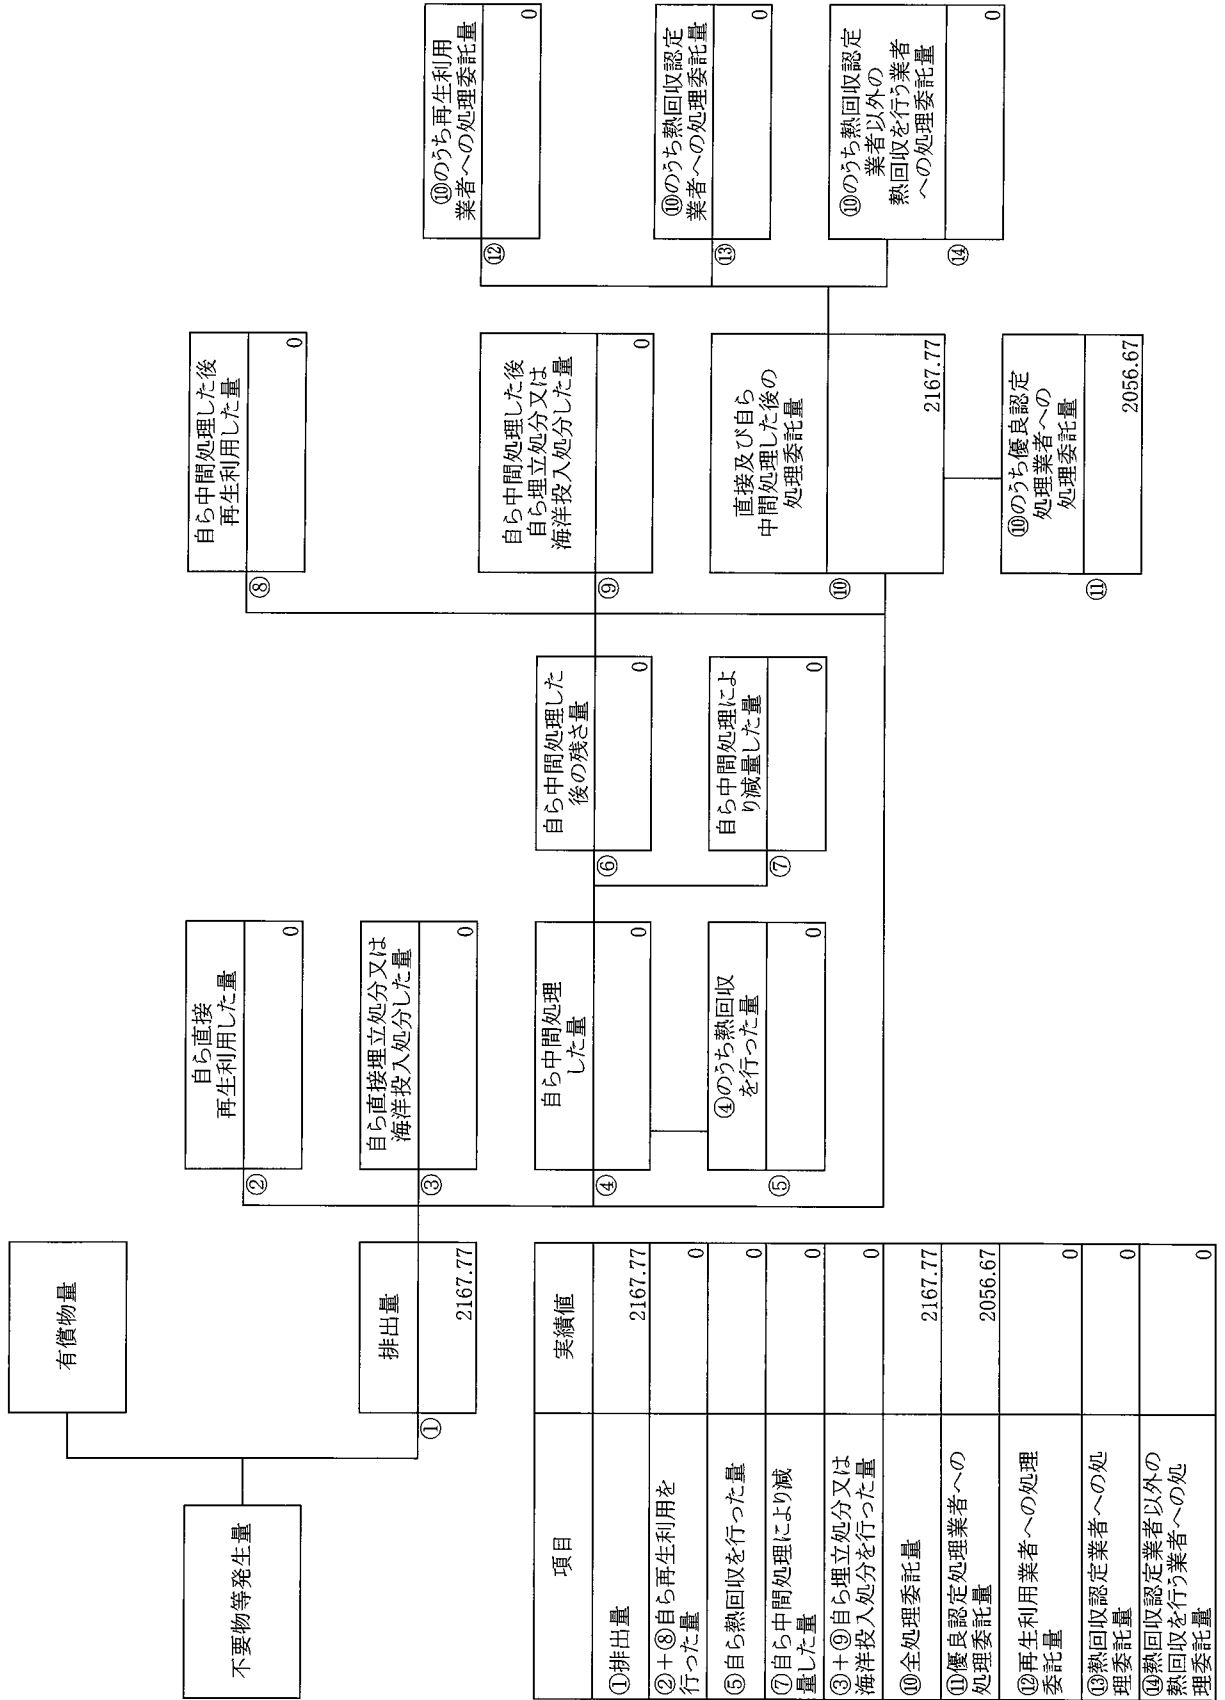 不要物等発生量
有償物量
①
排出量
2167.77
②
自ら直接
再生利用した量
0
③
自ら直接埋立処分又は
海洋投入処分した量
0
④
自ら中間処理
した量
0
⑤
④のうち熱回収
を行った量
0
⑥
自ら中間処理した
後の残さ量
0
⑦
自ら中間処理によ
り減量した量
0
⑧
自ら中間処理した後
再生利用した量
0
⑨
自ら中間処理した後
自ら埋立処分又は
海洋投入処分した量
0
⑩
直接及び自ら
中間処理した後の
処理委託量
2167.77
⑪
⑩のうち優良認定
処理業者への
処理委託量
2056.67
⑫
⑩のうち再生利用
業者への処理委託量
0
⑬
⑩のうち熱回収認定
業者への処理委託量
0
⑭
⑩のうち熱回収認定
業者以外の
熱回収を行う業者
への処理委託量
0
項目 実績値
①排出量 2167.77
②+⑧自ら再生利用を
行った量 0
⑤自ら熱回収を行った量 0
⑦自ら中間処理により減
量した量 0
③+⑨自ら埋立処分又は
海洋投入処分を行った量 0
⑩全処理委託量 2167.77
⑪優良認定処理業者への
処理委託量 2056.67
⑫再生利用業者への処理
委託量 0
⑬熱回収認定業者への処
理委託量 0
⑭熱回収認定業者以外の
熱回収を行う業者への処
理委託量 0